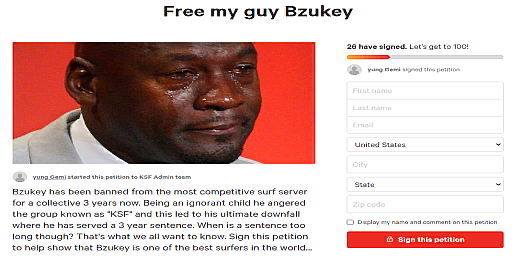 Free my guy Bzukey
26 have signed. Let's get to 100!
yung Gemi signed this petition
First name
Last name
Email
United States
City
State
Zip code
Display my name and comment on this petition
Sign this petition
yung Gemi started this petition to KSF Admin team
Bzukey has been banned from the most competitive surf server
for a collective 3 years now. Being an ignorant child he angered
the group known as "KSF" and this led to his ultimate downfall
where he has served a 3 year sentence. When is a sentence too
long though? That's what we all want to know. Sign this petition
to help show that Bzukey is one of the best surfers in the world...